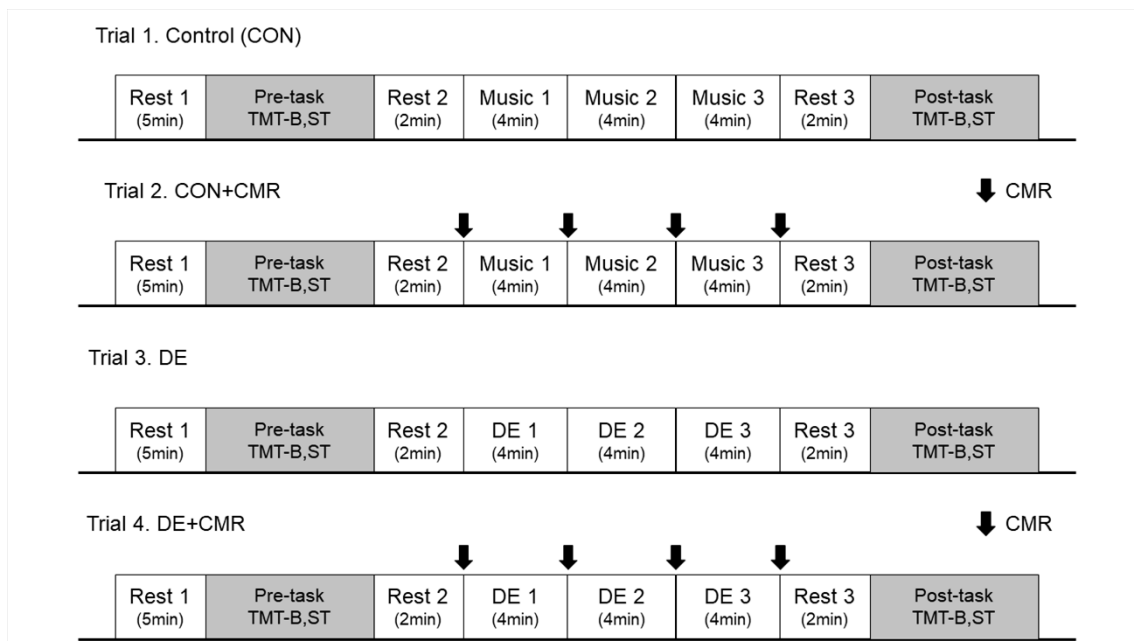 Trial 1. Control (CON)
Rest 1 Pre-task Rest 2 Music 1 Music 2 Music 3 Rest 3 Post-task
(5min) TMT-B,ST (2min) (4min) (4min) (4min) (2min) TMT-B,ST
Trial 2. CON+CMR CMR
Rest 1 Pre-task Rest 2 Music 1 Music 2 Music 3 Rest 3 Post-task
(5min) TMT-B,ST (2min) (4min) (4min) (4min) (2min) TMT-B,ST
Trial 3. DE
Rest 1 Pre-task Rest 2 DE 1 DE 2 DE 3 Rest 3 Post-task
(5min) TMT-B,ST (2min) (4min) (4min) (4min) (2min) TMT-B,ST
Trial 4. DE+CMR CMR
Rest 1 Pre-task Rest 2 DE 1 DE 2 DE 3 Rest 3 Post-task
(5min) TMT-B,ST (2min) (4min) (4min) (4min) (2min) TMT-B,ST